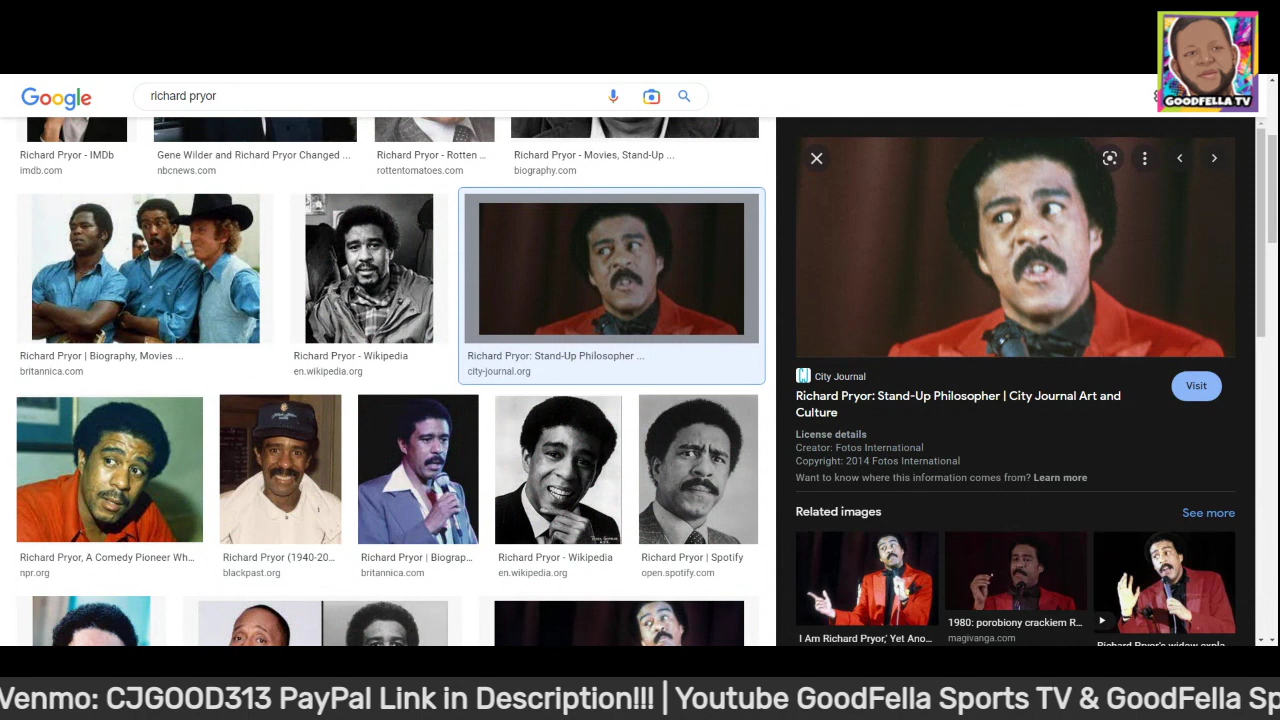 GOODFELLA TV
Google
richard pryor
Richard Pryor - IMDb
imdb.com
Gene Wilder and Richard Pryor Changed ...
nbcnews.com
Richard Pryor - Rotten ...
rottentomatoes.com
Richard Pryor - Movies, Stand-Up ...
biography.com
Richard Pryor | Biography, Movies ...
britannica.com
Richard Pryor - Wikipedia
en.wikipedia.org
Richard Pryor: Stand-Up Philosopher ...
city-journal.org
Richard Pryor, A Comedy Pioneer Wh...
npr.org
Richard Pryor (1940-20...
blackpast.org
Richard Pryor | Biograp...
britannica.com
Richard Pryor - Wikipedia
en.wikipedia.org
Richard Pryor | Spotify
open.spotify.com
City Journal
Visit
Richard Pryor: Stand-Up Philosopher | City Journal Art and
Culture
License details
Creator: Fotos International
Copyright: 2014 Fotos International
Want to know where this information comes from? Learn more
Related images
See more
I Am Richard Pryor,' Yet Ano...
1980: porobiony crackiem R...
magivanga.com
Richard Pryor's widow expla...
Venmo: CJGOOD313 PayPal Link in Description!!! | Youtube GoodFella Sports TV & GoodFella Sp